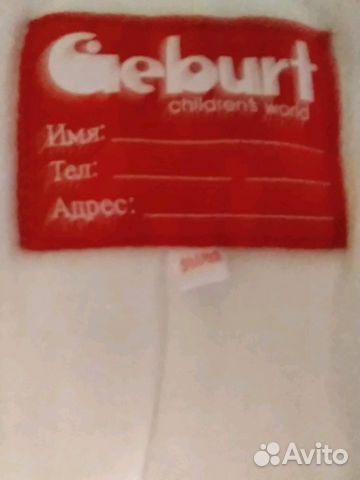 Geburt
children's world
Имя:
Тел:
Адрес:
Avito